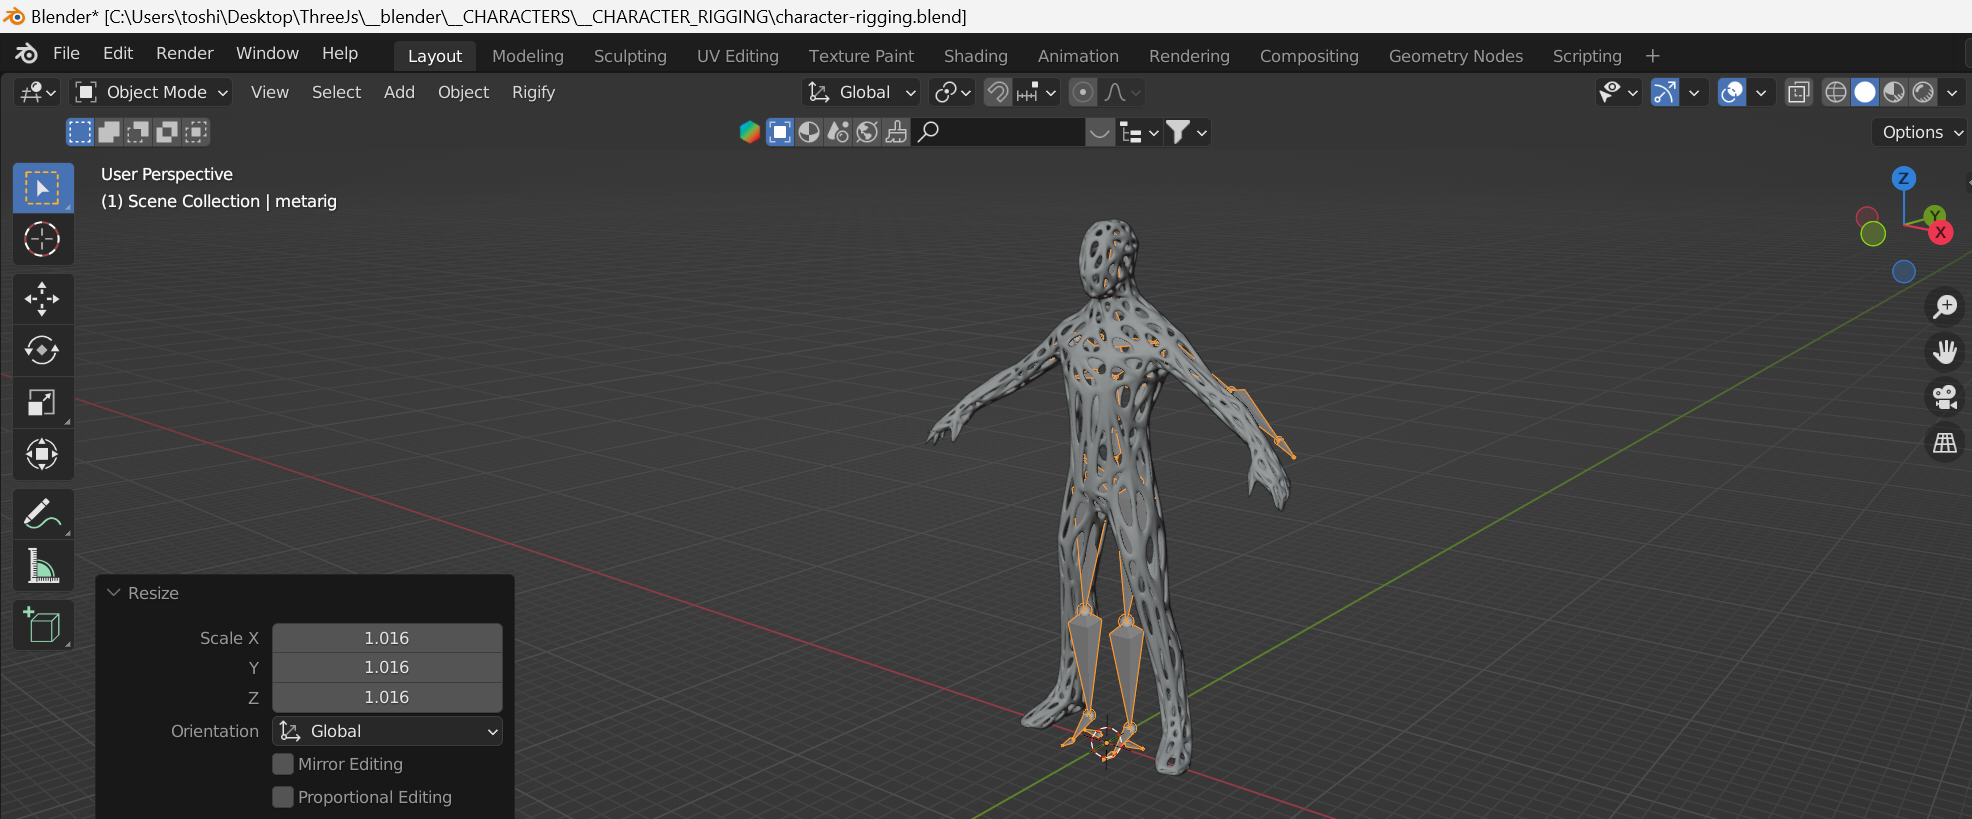 Blender* [C:\Users\toshi\Desktop\ThreeJs\__blender\__CHARACTERS\__CHARACTER_RIGGING\character-rigging.blend]
File Edit Render Window Help Layout Modeling Sculpting UV Editing Texture Paint Shading Animation Rendering Compositing Geometry Nodes Scripting +
Object Mode View Select Add Object Rigify Global
Options
User Perspective
(1) Scene Collection | metarig
Z
Y
X
Resize
Scale X 1.016
Y 1.016
Z 1.016
Orientation Global
Mirror Editing
Proportional Editing